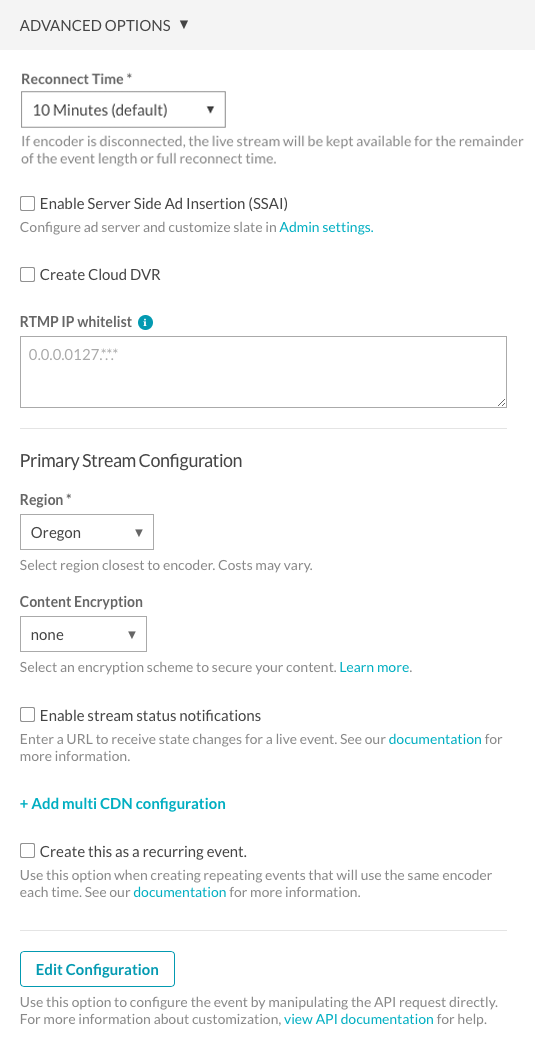 ADVANCED OPTIONS ▼
Reconnect Time *
10 Minutes (default) ▼
If encoder is disconnected, the live stream will be kept available for the remainder
of the event length or full reconnect time.
Enable Server Side Ad Insertion (SSAI)
Configure ad server and customize slate in Admin settings.
Create Cloud DVR
RTMP IP whitelist i
0.0.0.0127.*.*.*
Primary Stream Configuration
Region *
Oregon ▼
Select region closest to encoder. Costs may vary.
Content Encryption
none ▼
Select an encryption scheme to secure your content. Learn more.
Enable stream status notifications
Enter a URL to receive state changes for a live event. See our documentation for
more information.
+ Add multi CDN configuration
Create this as a recurring event.
Use this option when creating repeating events that will use the same encoder
each time. See our documentation for more information.
Edit Configuration
Use this option to configure the event by manipulating the API request directly.
For more information about customization, view API documentation for help.